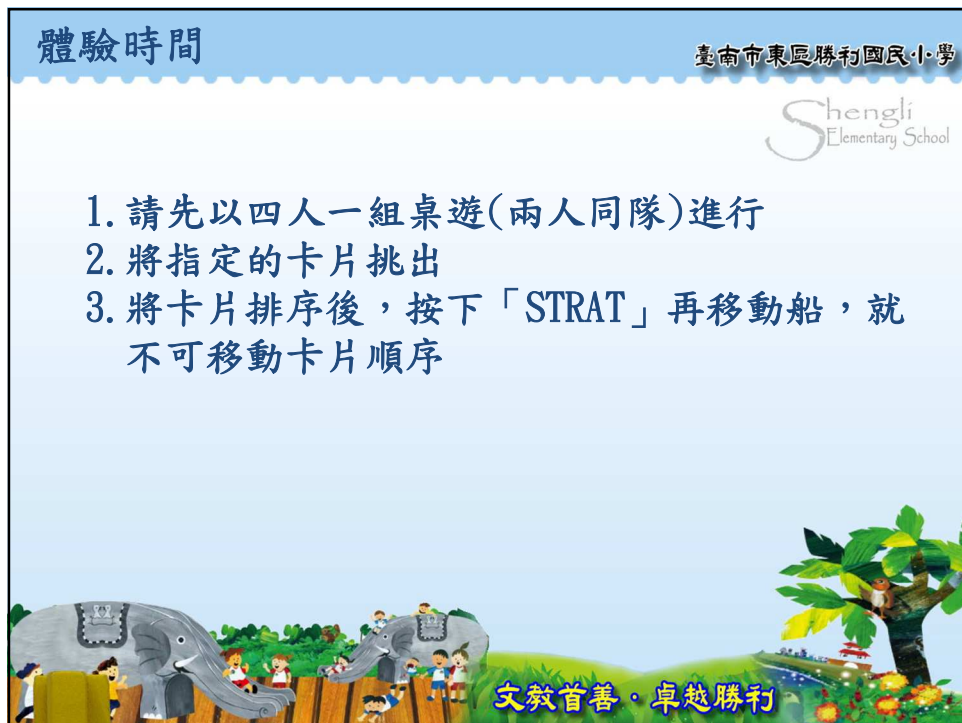 體驗時間
臺南市東區勝利國民小學
Shengli
Elementary School
1.請先以四人一組桌遊(兩人同隊)進行
2.將指定的卡片挑出
3.將卡片排序後，按下「STRAT」再移動船，就
不可移動卡片順序
文教首善·卓越勝利